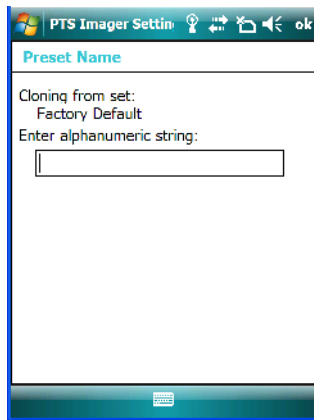 PTS Imager Settin ok
Preset Name
Cloning from set:
Factory Default
Enter alphanumeric string: